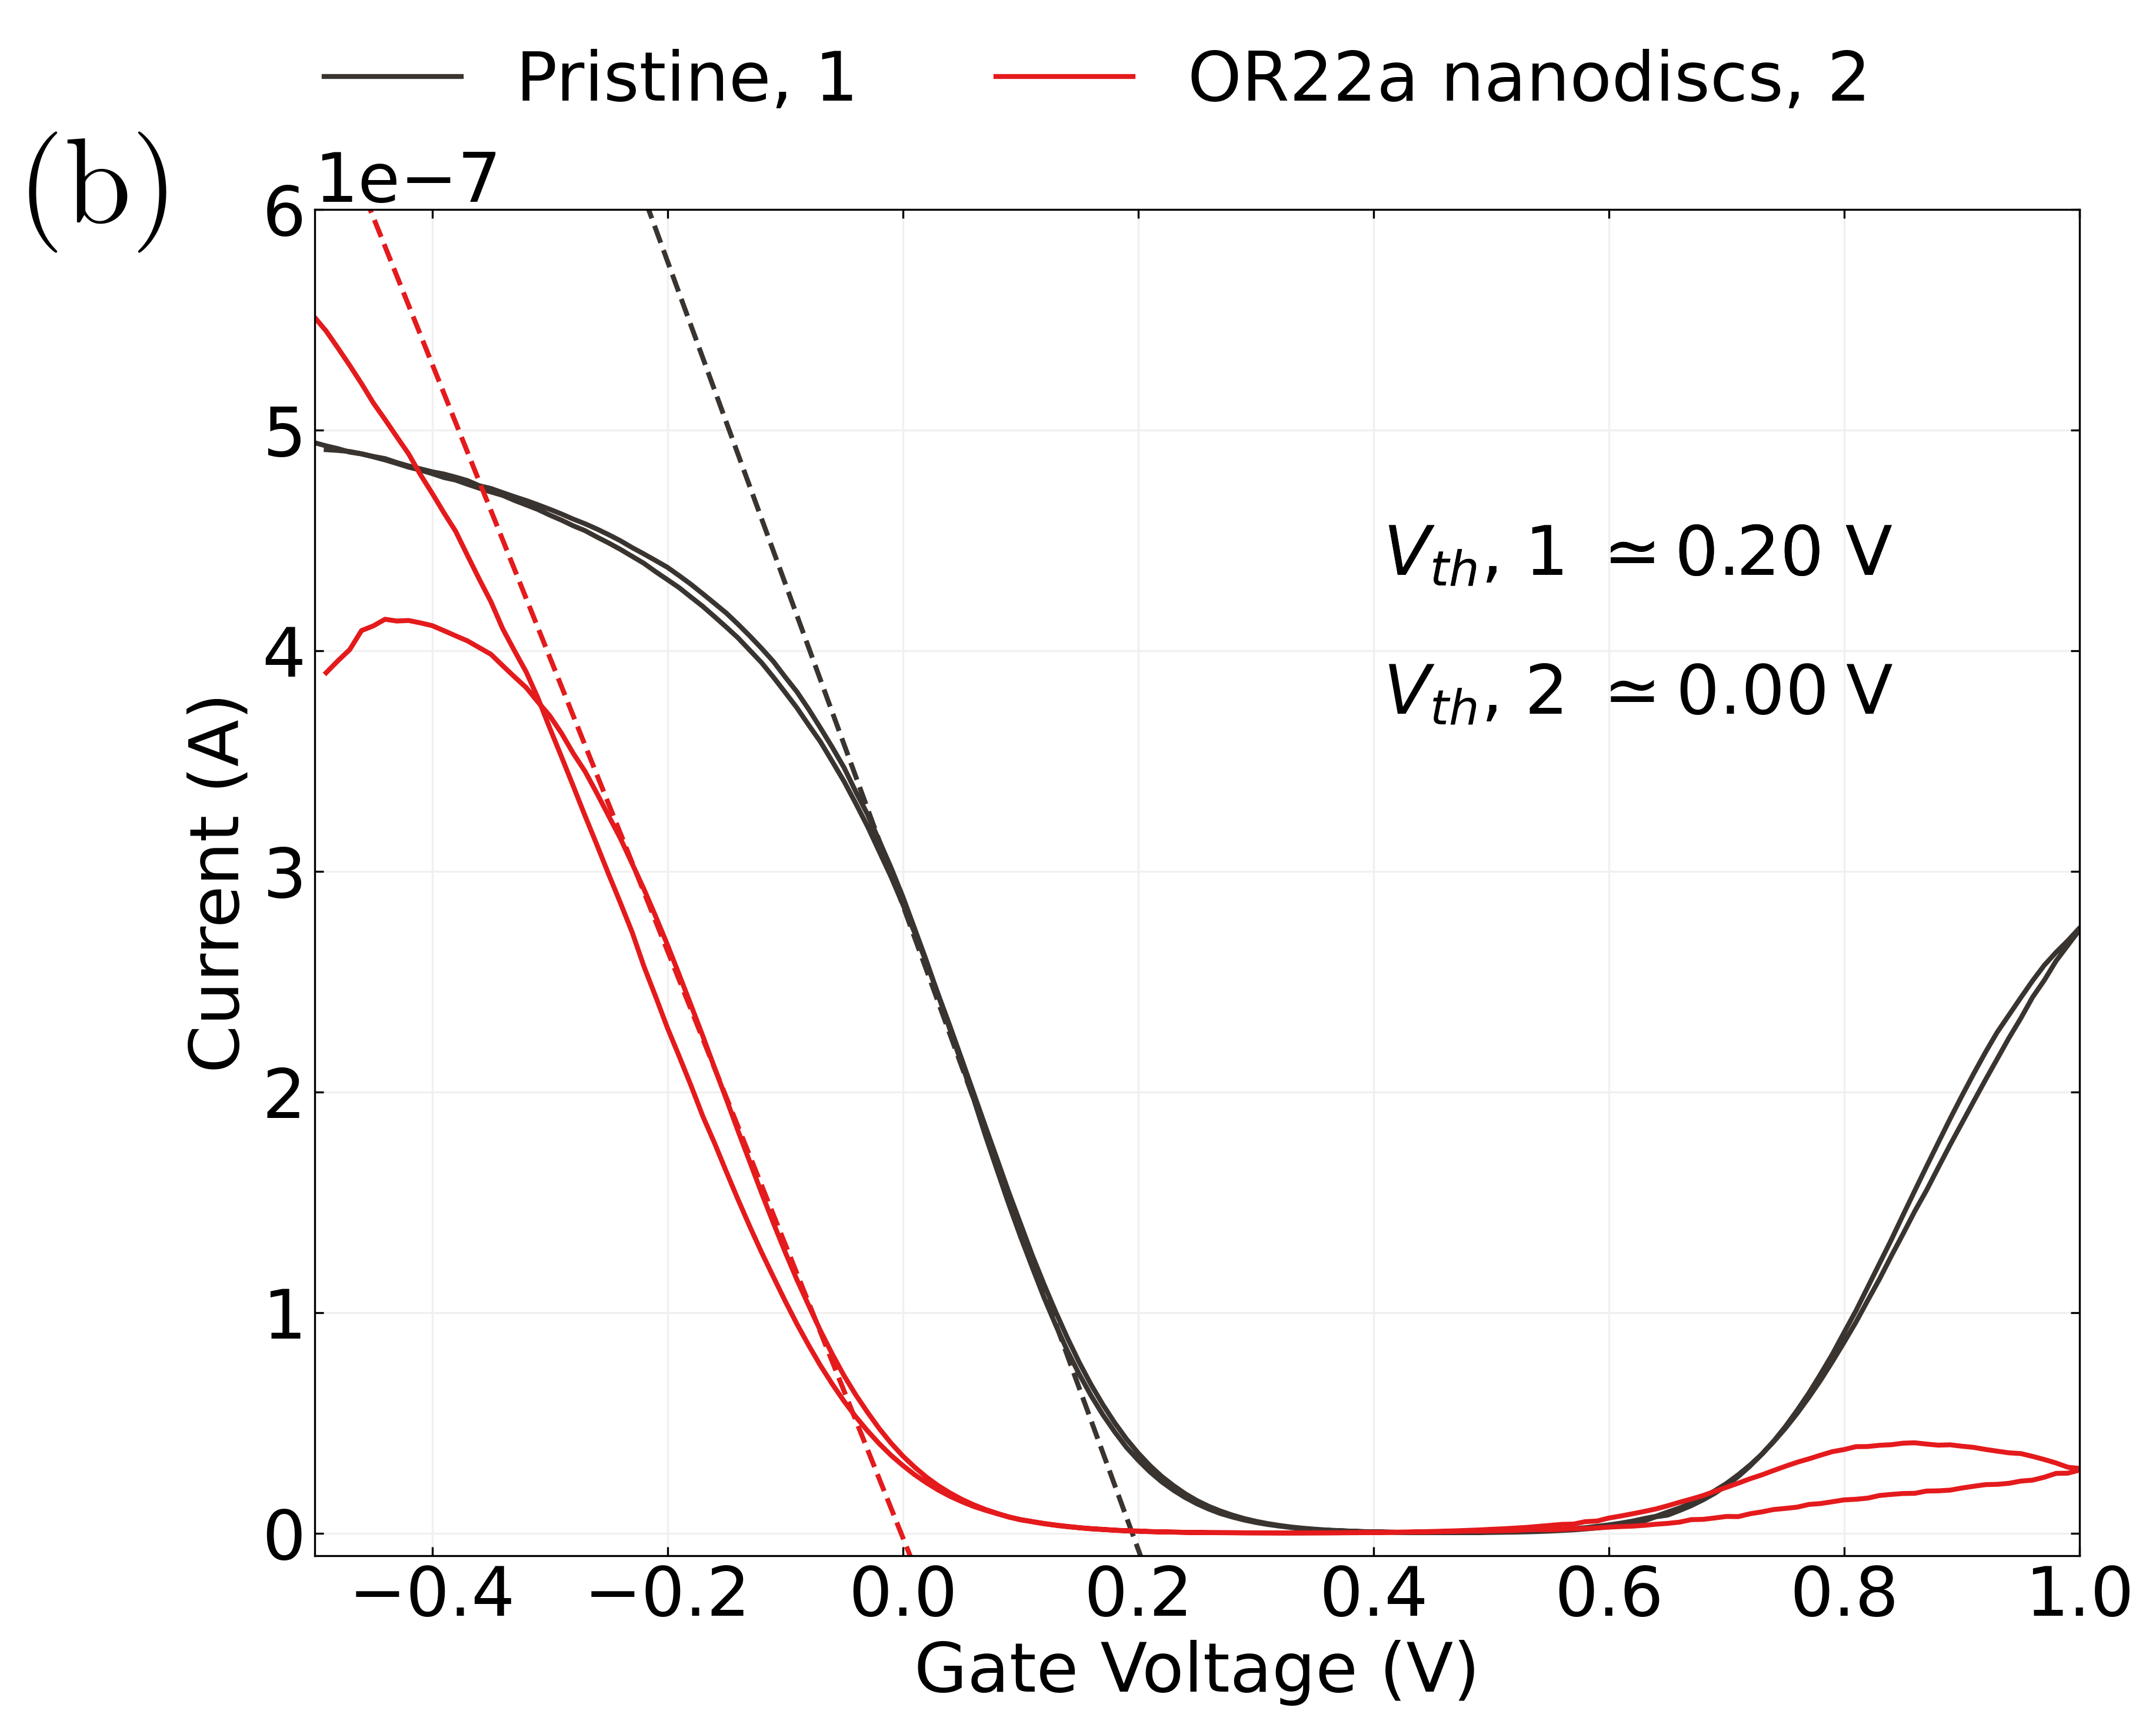 Pristine, 1
OR22a nanodiscs, 2
(b)
1e−7
6
5
4
3
2
1
0
Current (A)
V_th, 1 ≃0.20 V
V_th, 2 ≃0.00 V
−0.4 −0.2 0.0 0.2 0.4 0.6 0.8 1.0
Gate Voltage (V)